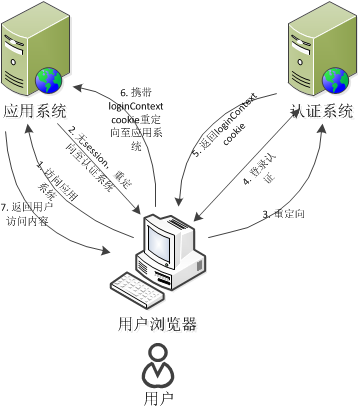 应用系统
认证系统
6. 携带
loginContext
cookie重定
向至应用系
统
2. 无session，重定
向至认证系统
1. 访问应用
系统
7. 返回用户
访问内容
5. 返回loginContext
cookie
4. 登录认
证
3. 重定向
用户浏览器
用户